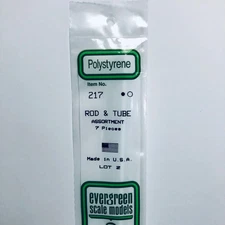 Polystyrene
Item No.
217
ROD & TUBE
ASSORTMENT
7 Pieces
Made in U.S.A.
LOT 2
evergreen
scale models